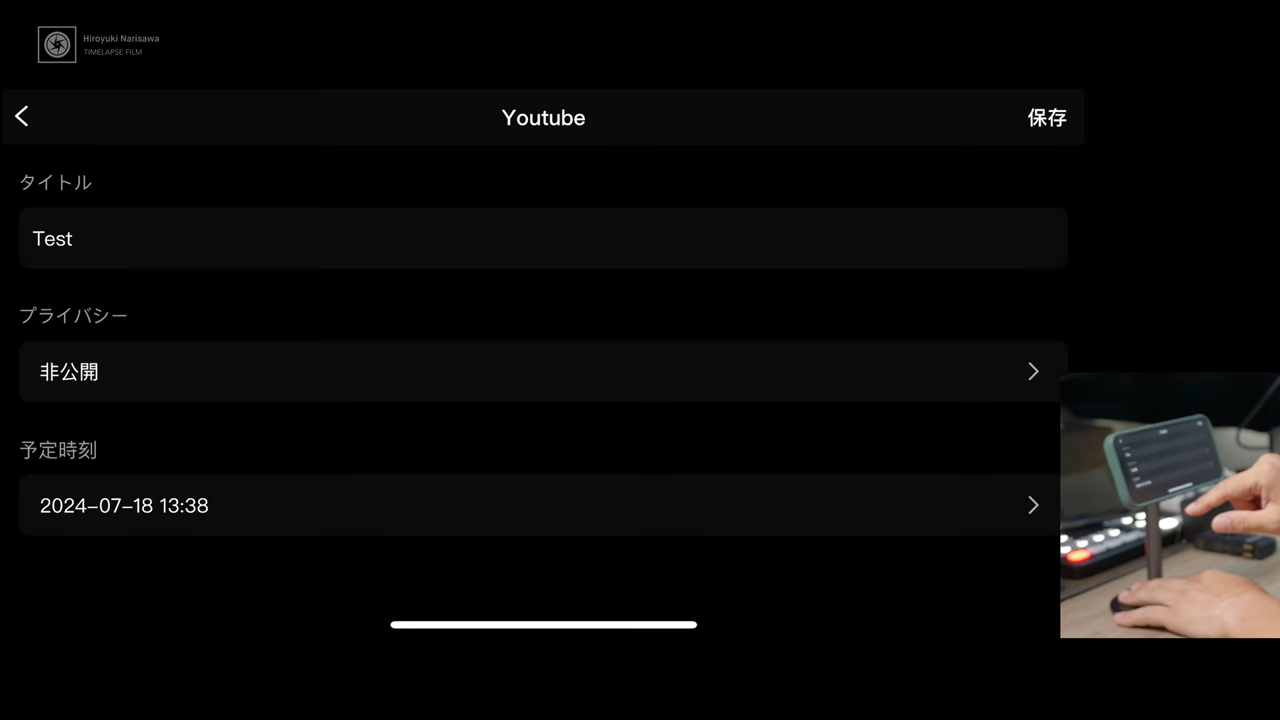 Hiroyuki Narisawa
TIMELAPSE FILM
Youtube
保存
タイトル
Test
プライバシー
非公開
予定時刻
2024-07-18 13:38